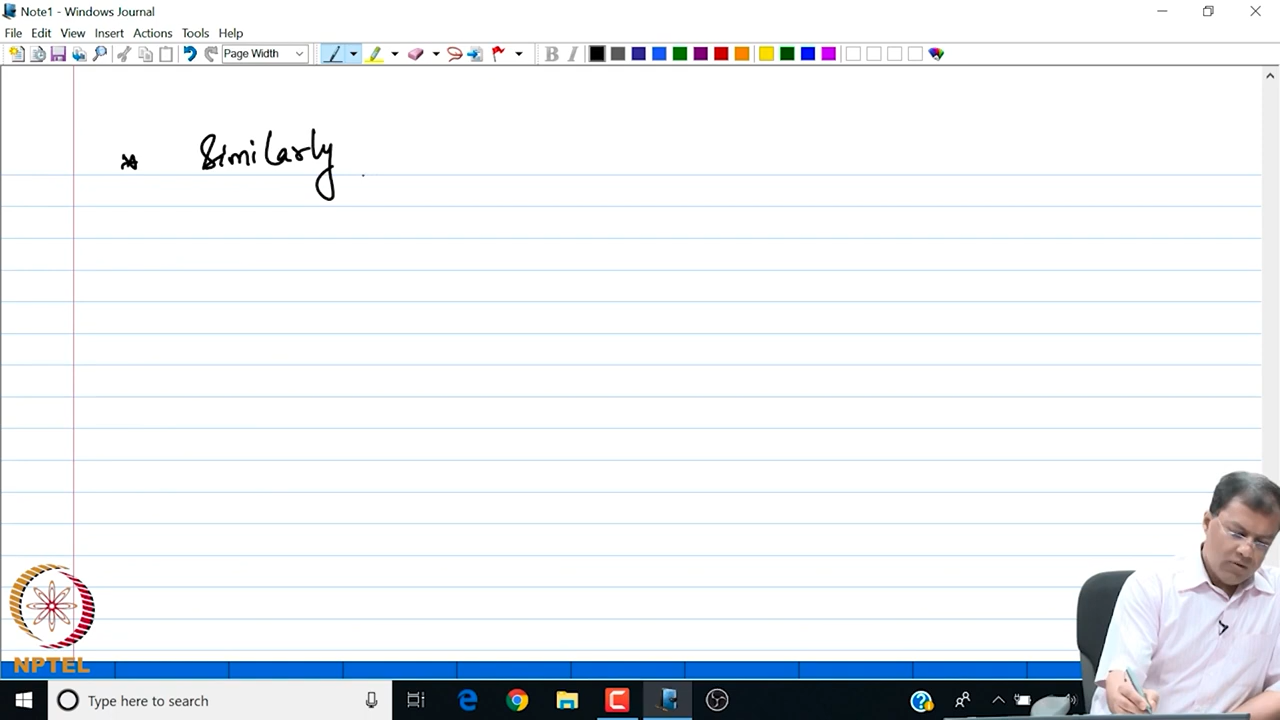 Note1 - Windows Journal
File Edit View Insert Actions Tools Help
Page Width B I
* Similarly
NPTEL
Type here to search